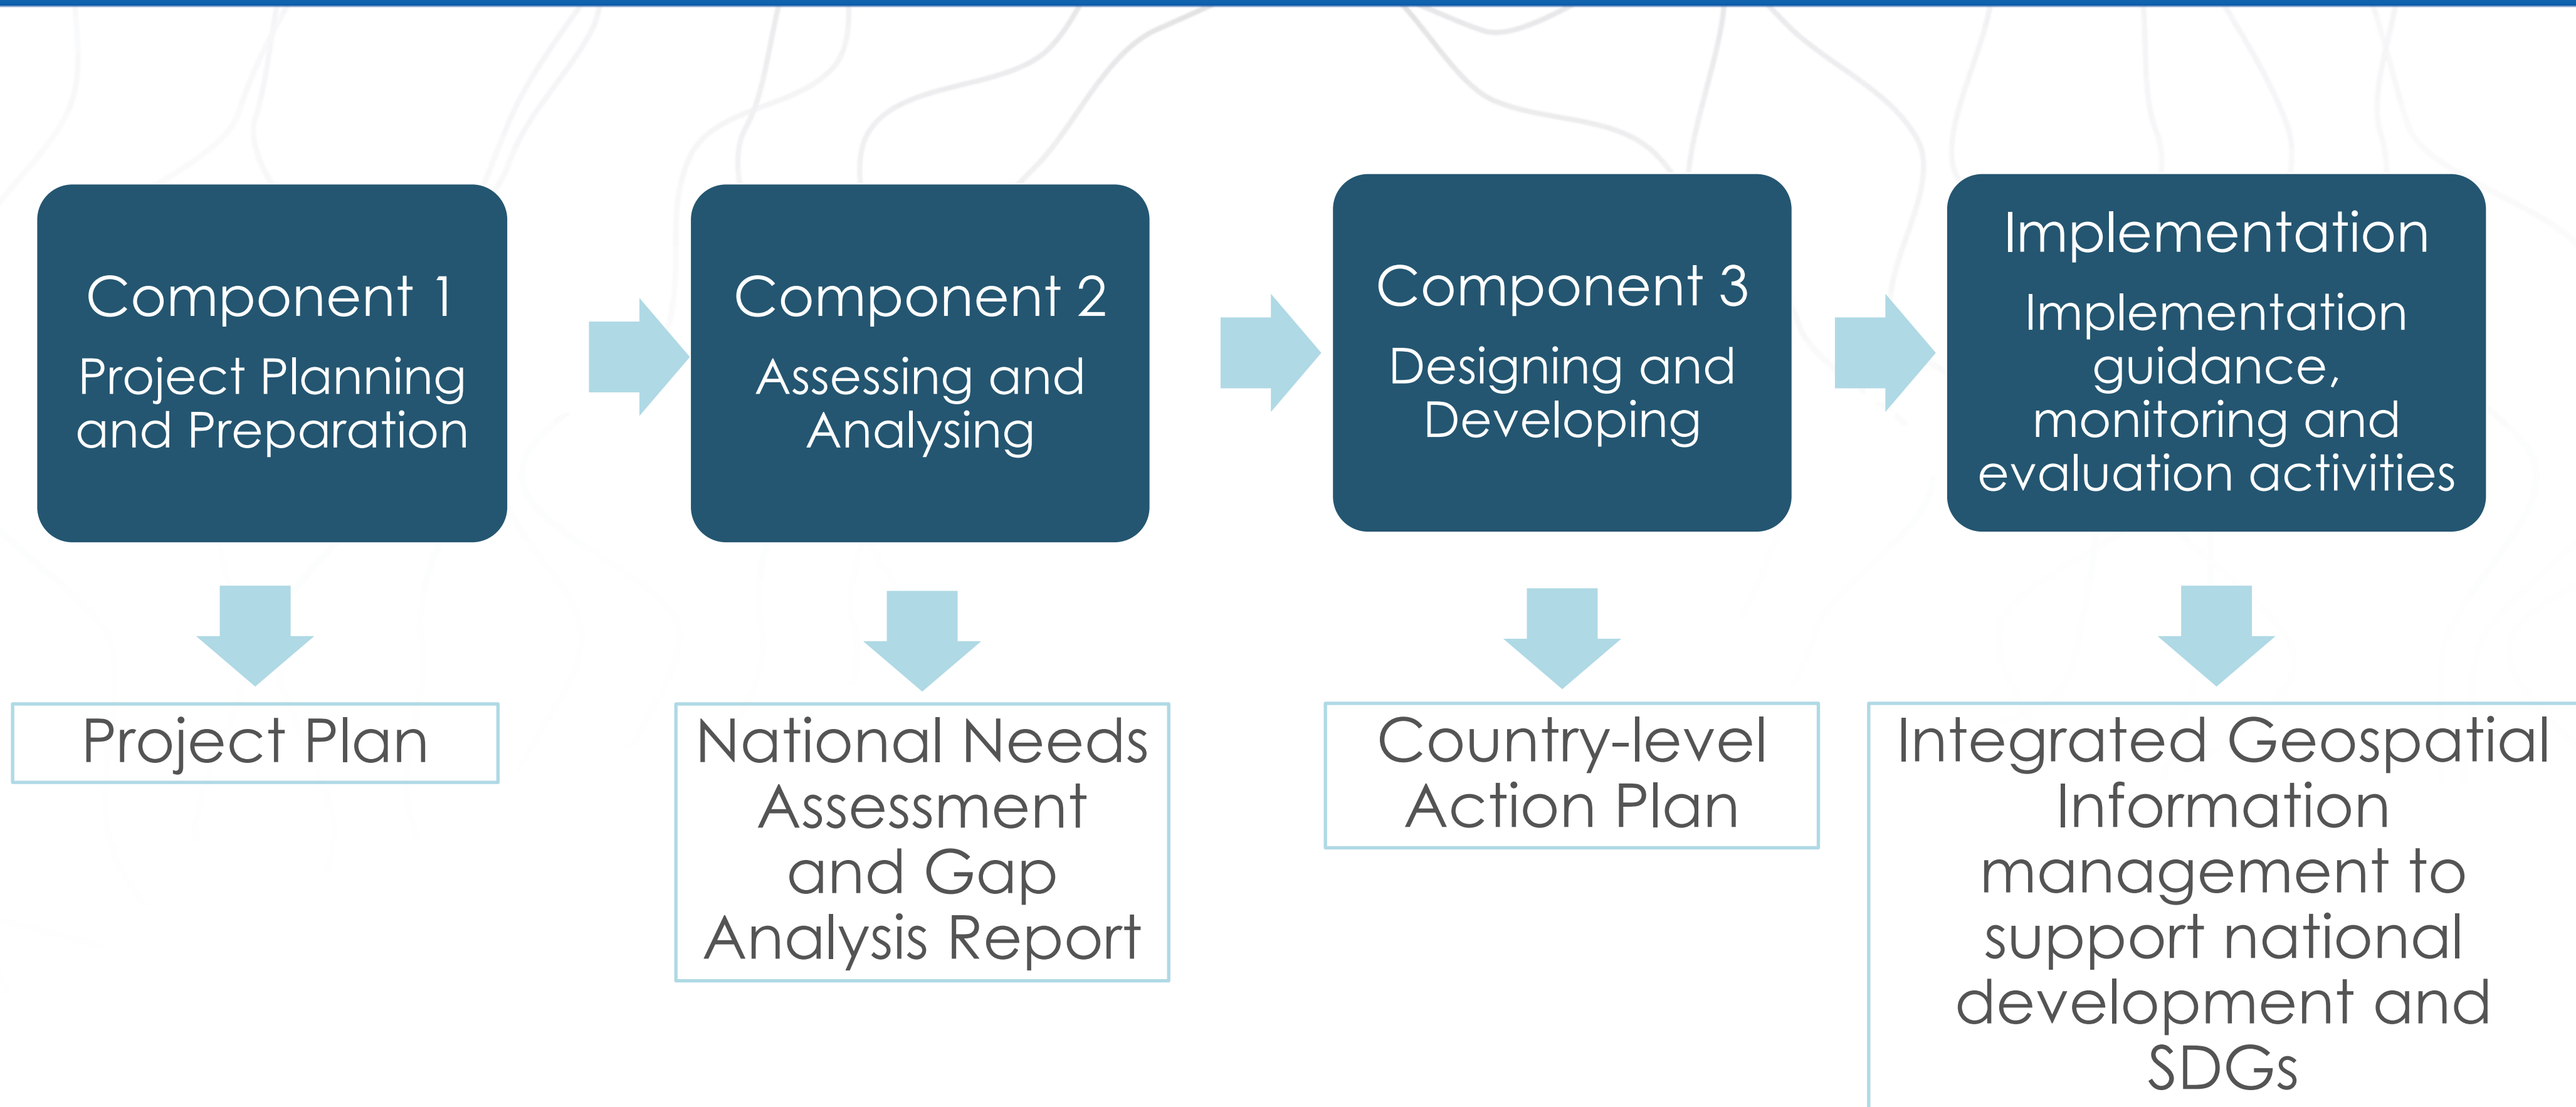 Component 1
Project Planning
and Preparation
Component 2
Assessing and
Analysing
Component 3
Designing and
Developing
Implementation
Implementation
guidance,
monitoring and
evaluation activities
Project Plan
National Needs
Assessment
and Gap
Analysis Report
Country-level
Action Plan
Integrated Geospatial
Information
management to
support national
development and
SDGs